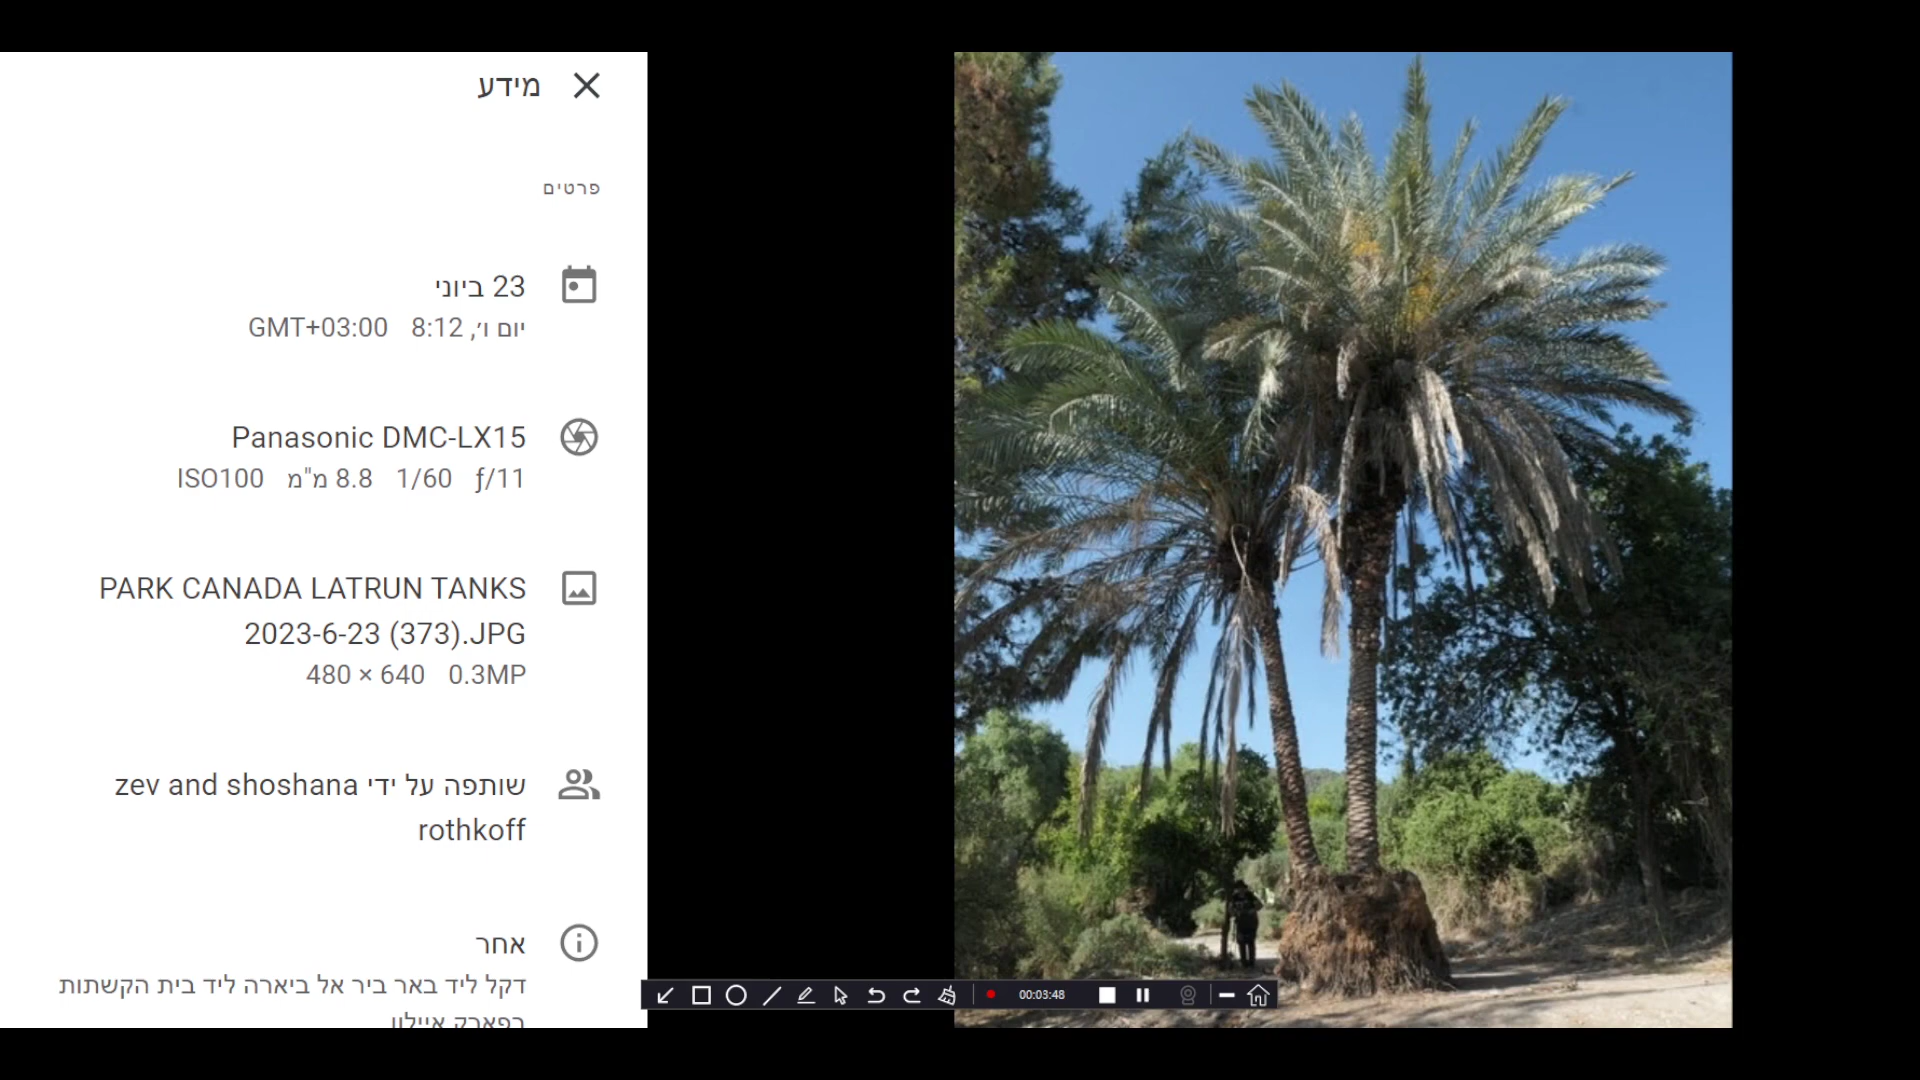 מידע
פרטים
23 ביוני
יום ו׳, 8:12 GMT+03:00
Panasonic DMC-LX15
ƒ/11 1/60 8.8 מ"מ ISO100
PARK CANADA LATRUN TANKS
2023-6-23 (373).JPG
480 × 640 0.3MP
שותפה על ידי zev and shoshana
rothkoff
אחר
דקל ליד באר ביר אל ביארה ליד בית הקשתות
בפארק איילון
00:03:48